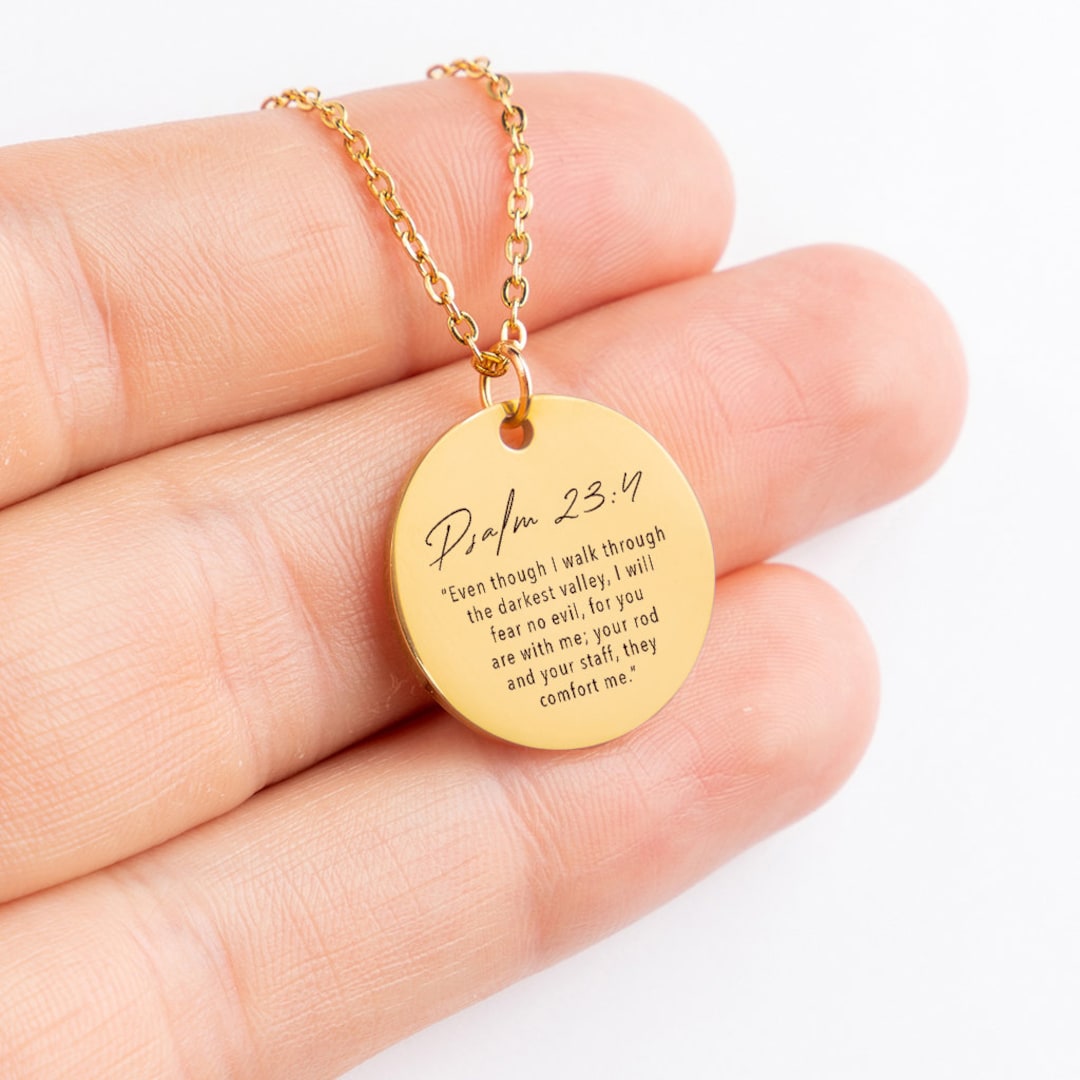 Psalm 23:4
"Even though I walk through
the darkest valley, I will
fear no evil, for you
are with me; your rod
and your staff, they
comfort me."